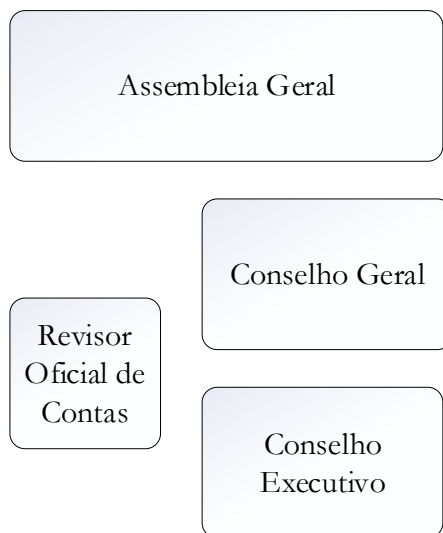 Assembleia Geral
Conselho Geral
Revisor
Oficial de
Contas
Conselho
Executivo